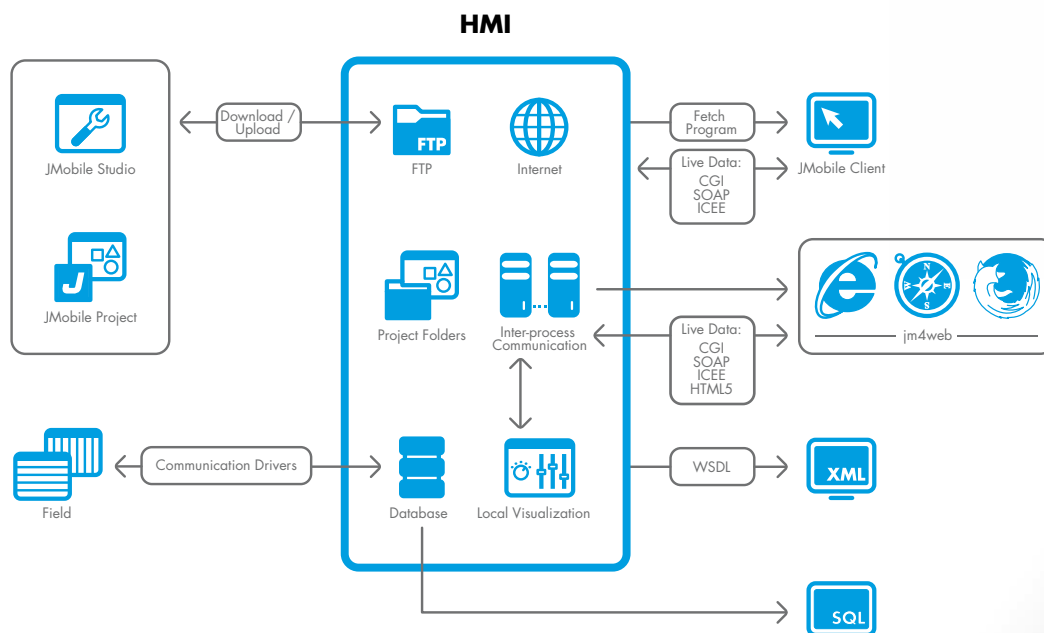 HMI
Download /
Upload
JMobile Studio
JMobile Project
FTP
FTP
Internet
Fetch
Program
Live Data:
CGI
SOAP
ICEE
JMobile Client
Project Folders
Inter-process
Communication
Live Data:
CGI
SOAP
ICEE
HTML5
N
W
E
S
jm4web
J
Communication Drivers
Field
Database
Local Visualization
WSDL
XML
SQL